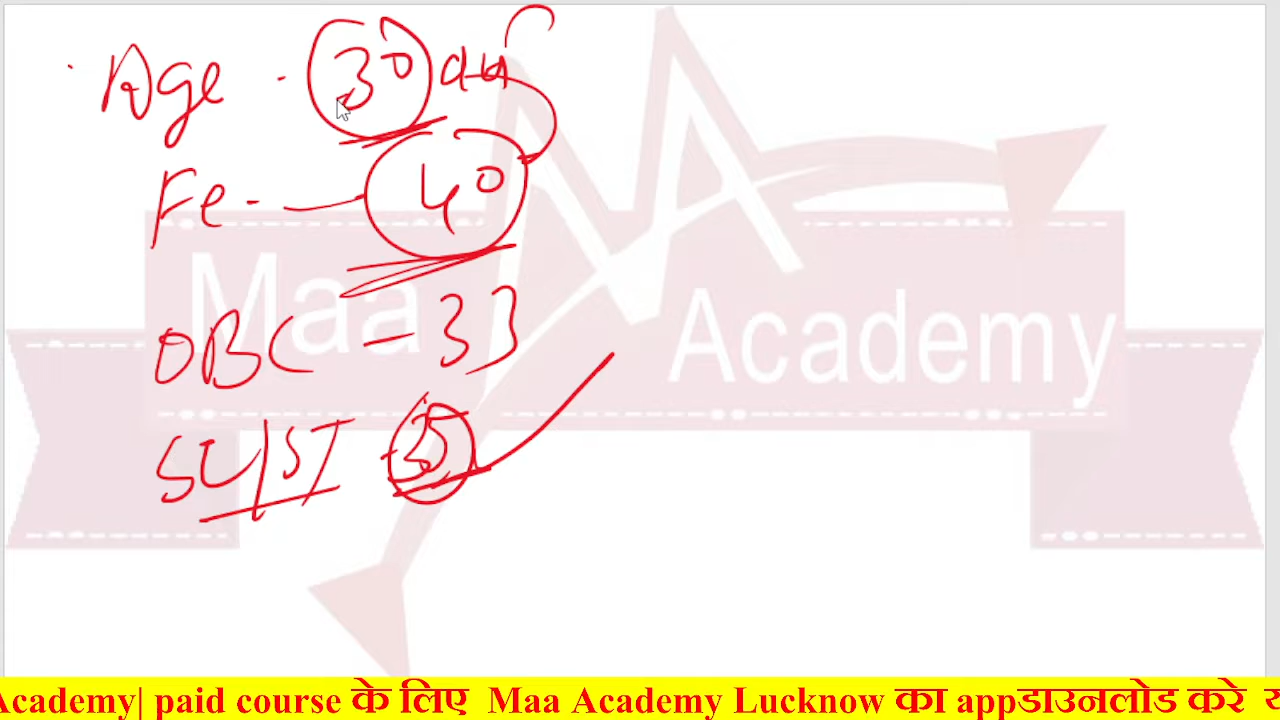 Age - 30 वर्ष
Fe - 40
OBC - 33
SC/ST - 35
Maa Academy
Academy| paid course के लिए Maa Academy Lucknow का appडाउनलोड करे